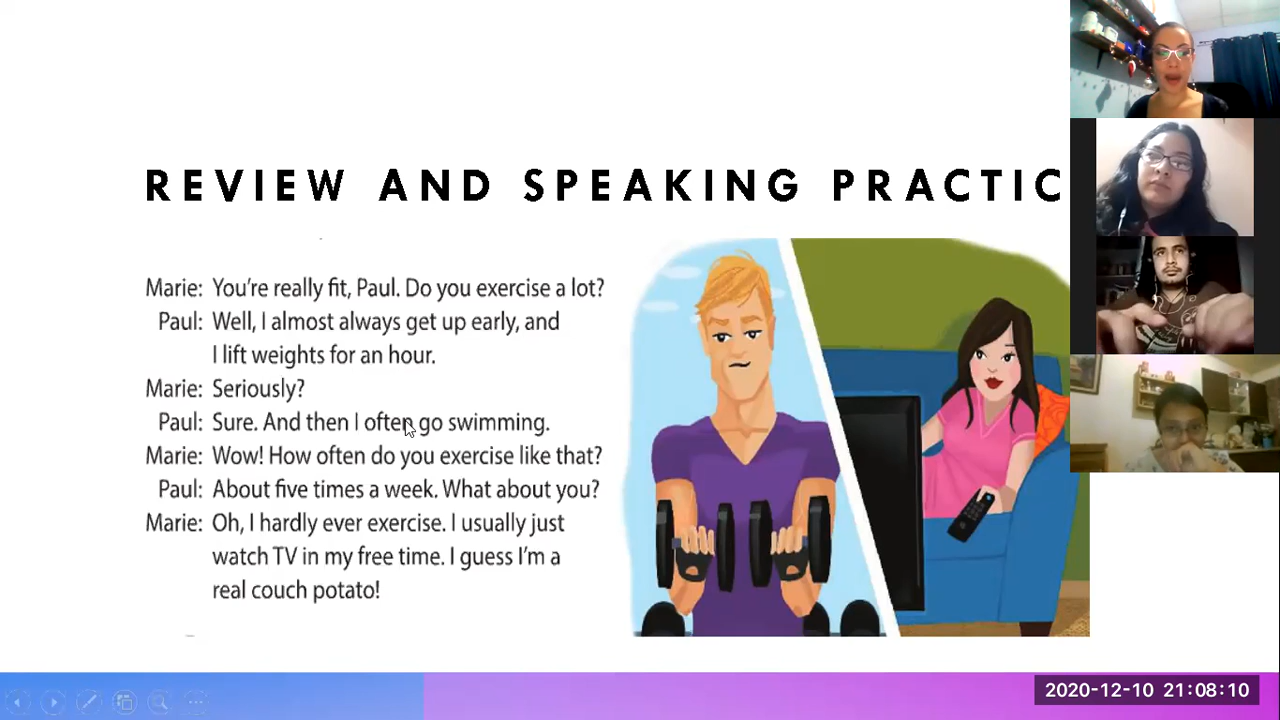 REVIEW AND SPEAKING PRACTIC
Marie: You're really fit, Paul. Do you exercise a lot?
Paul: Well, I almost always get up early, and
I lift weights for an hour.
Marie: Seriously?
Paul: Sure. And then I often go swimming.
Marie: Wow! How often do you exercise like that?
Paul: About five times a week. What about you?
Marie: Oh, I hardly ever exercise. I usually just
watch TV in my free time. I guess I'm a
real couch potato!
2020-12-10 21:08:10